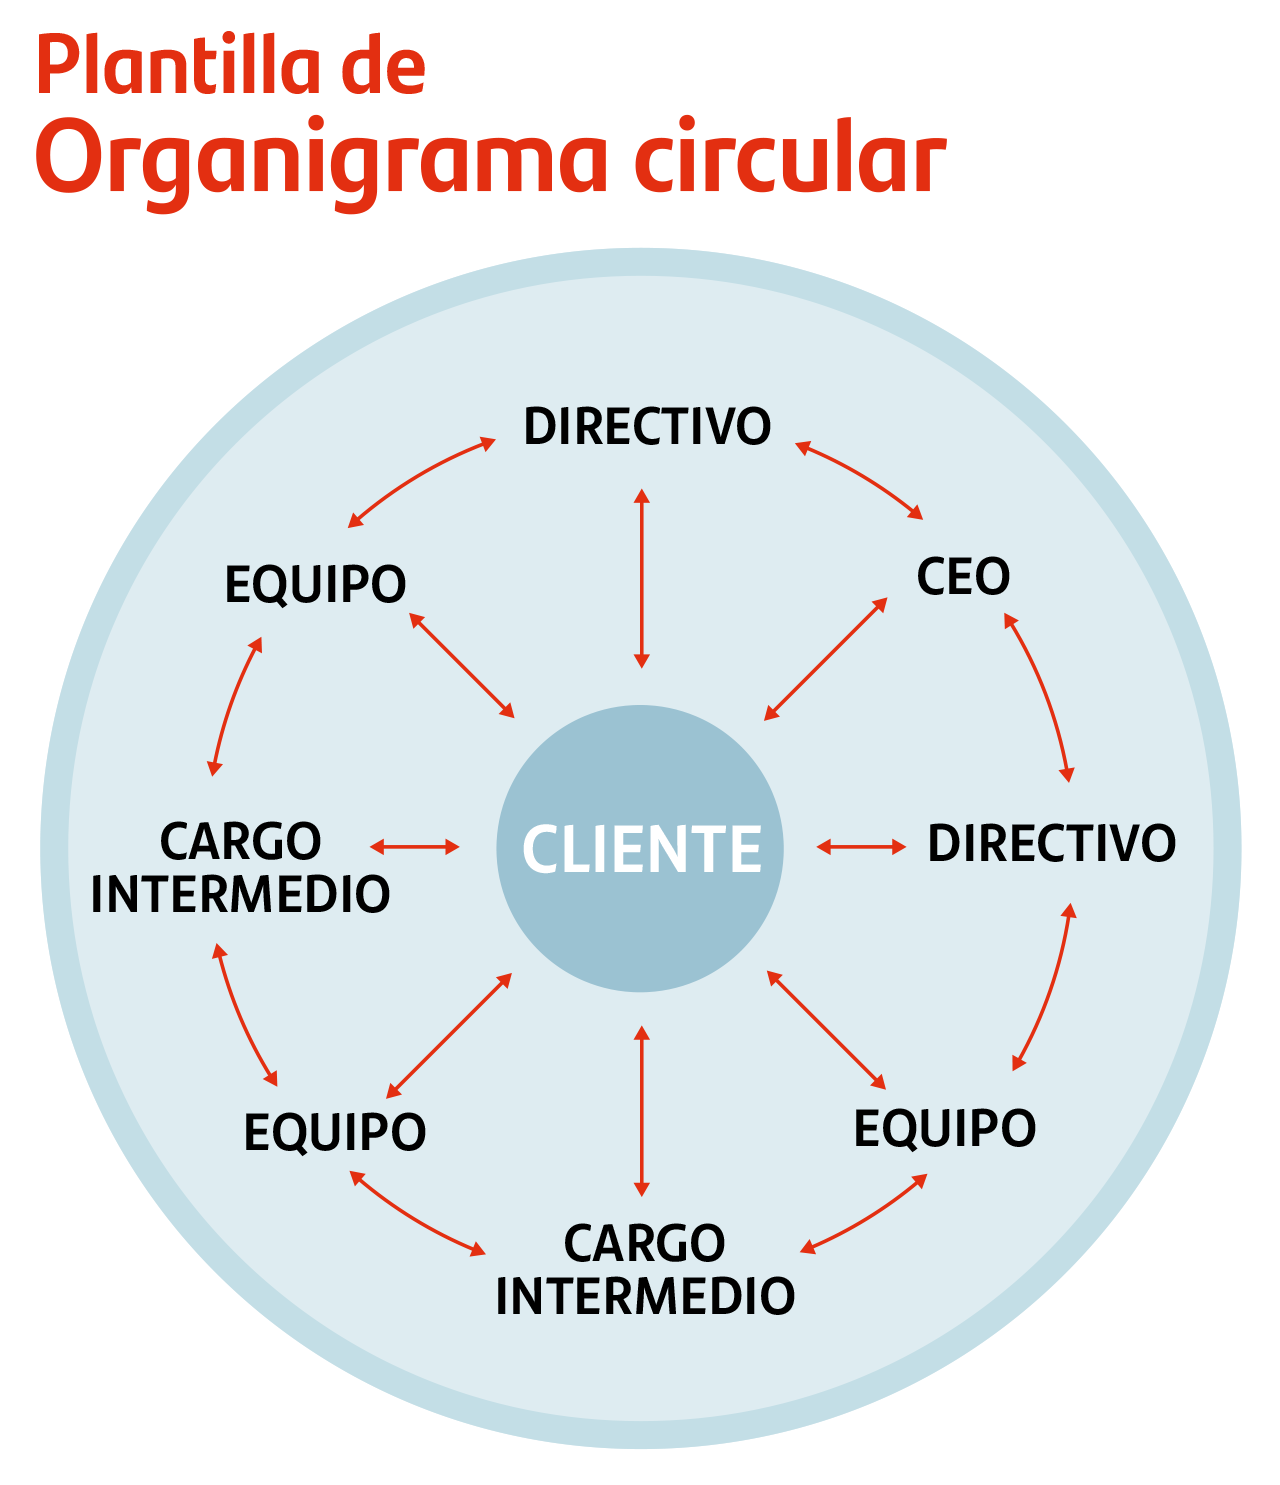 Plantilla de
Organigrama circular
DIRECTIVO
EQUIPO
CEO
CARGO
INTERMEDIO
CLIENTE
DIRECTIVO
EQUIPO
EQUIPO
CARGO
INTERMEDIO